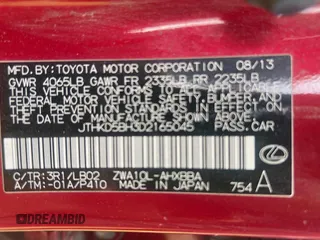 MFD. BY: TOYOTA MOTOR CORPORATION 08/13
GVWR 4065LB GAWR FR 2335LB RR 2235LB
THIS VEHICLE CONFORMS TO ALL APPLICABLE
FEDERAL MOTOR VEHICLE SAFETY, BUMPER, AND
THEFT PREVENTION STANDARDS IN EFFECT ON
THE DATE OF MANUFACTURE SHOWN ABOVE.
JTHKD5BH3D2165045
PASS. CAR
MADE IN JAPAN
C/TR:3R1/LB02 ZWA10L-AHXBBA
A/TM:-01A/P410 754 A